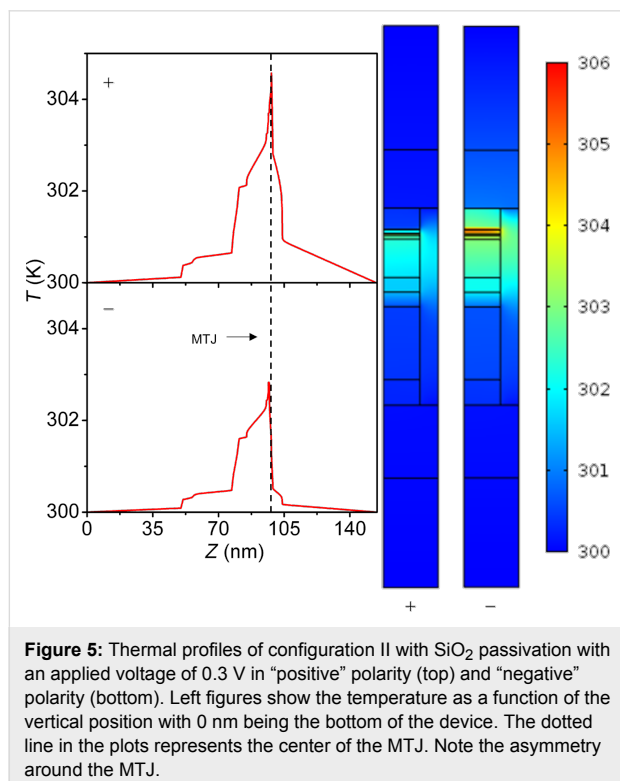 +
304
302
300
T (K)
−
304
MTJ
302
300
0 35 70 105 140
Z (nm)
306
305
304
303
302
301
300
+ −
Figure 5: Thermal profiles of configuration II with SiO2 passivation with
an applied voltage of 0.3 V in “positive” polarity (top) and “negative”
polarity (bottom). Left figures show the temperature as a function of the
vertical position with 0 nm being the bottom of the device. The dotted
line in the plots represents the center of the MTJ. Note the asymmetry
around the MTJ.